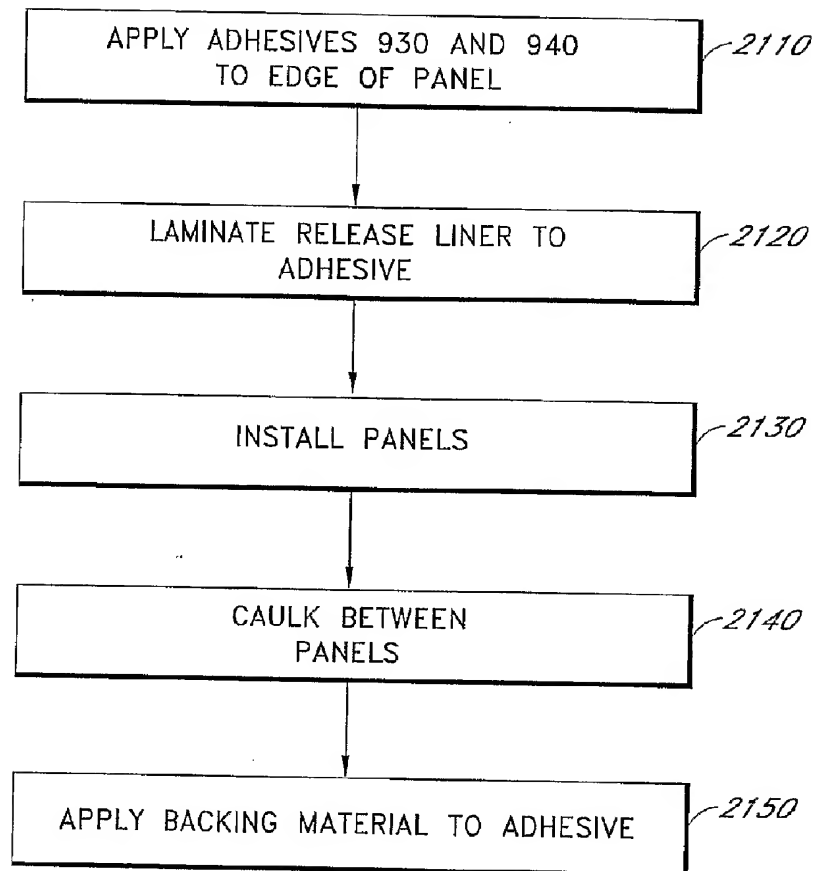 APPLY ADHESIVES 930 AND 940
TO EDGE OF PANEL
2110
LAMINATE RELEASE LINER TO
ADHESIVE
2120
INSTALL PANELS
2130
CAULK BETWEEN
PANELS
2140
APPLY BACKING MATERIAL TO ADHESIVE
2150